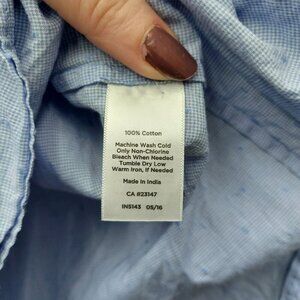 100% Cotton
Machine Wash Cold
Only Non-Chlorine
Bleach When Needed
Tumble Dry Low
Warm Iron, If Needed
Made In India
CA #23147
IN5143 05/16